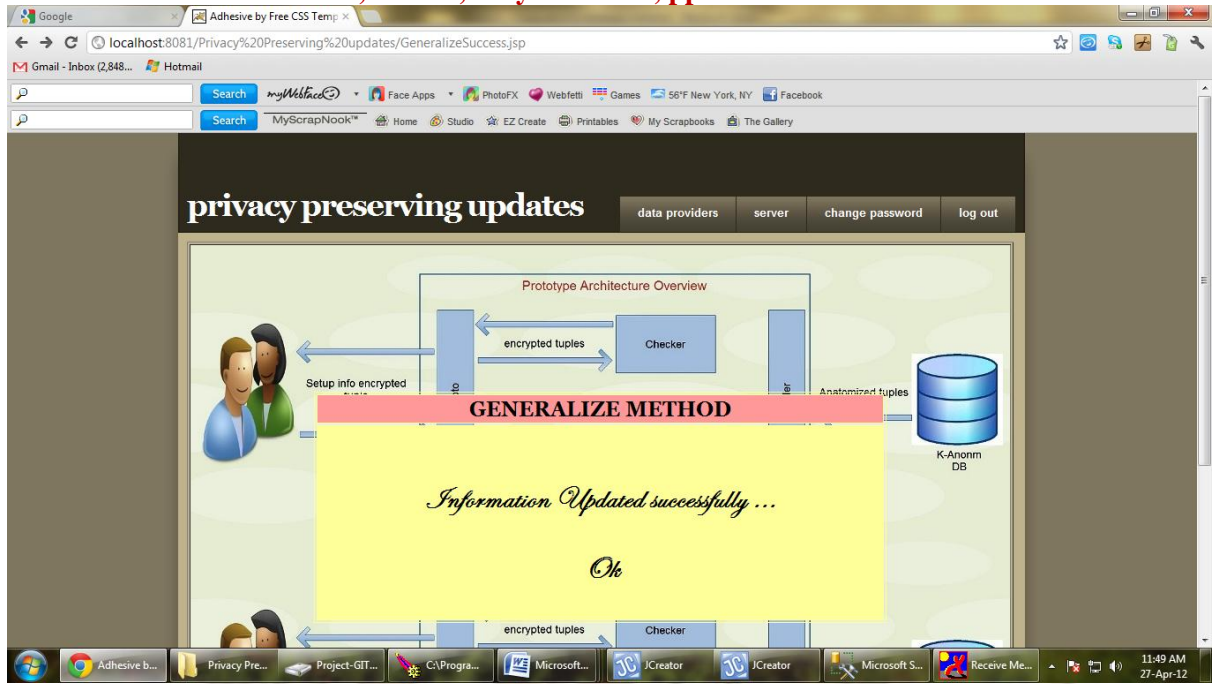 Google
Adhesive by Free CSS Temp
localhost:8081/Privacy%20Preserving%20updates/GeneralizeSuccess.jsp
Gmail - Inbox (2,848... Hotmail
Search myWebface Face Apps PhotoFX Webfetti Games 56°F New York, NY Facebook
Search MyScrapNook™ Home Studio EZ Create Printables My Scrapbooks The Gallery
privacy preserving updates
data providers server change password log out
Prototype Architecture Overview
encrypted tuples
Checker
Setup info encrypted
Anatomized tuples
K-Anonm
DB
GENERALIZE METHOD
Information Updated successfully ...
Ok
encrypted tuples
Checker
Adhesive b... Privacy Pre... Project-GIT... C:\Progra... Microsoft... JCreator JCreator Microsoft S... Receive Me... 11:49 AM
27-Apr-12